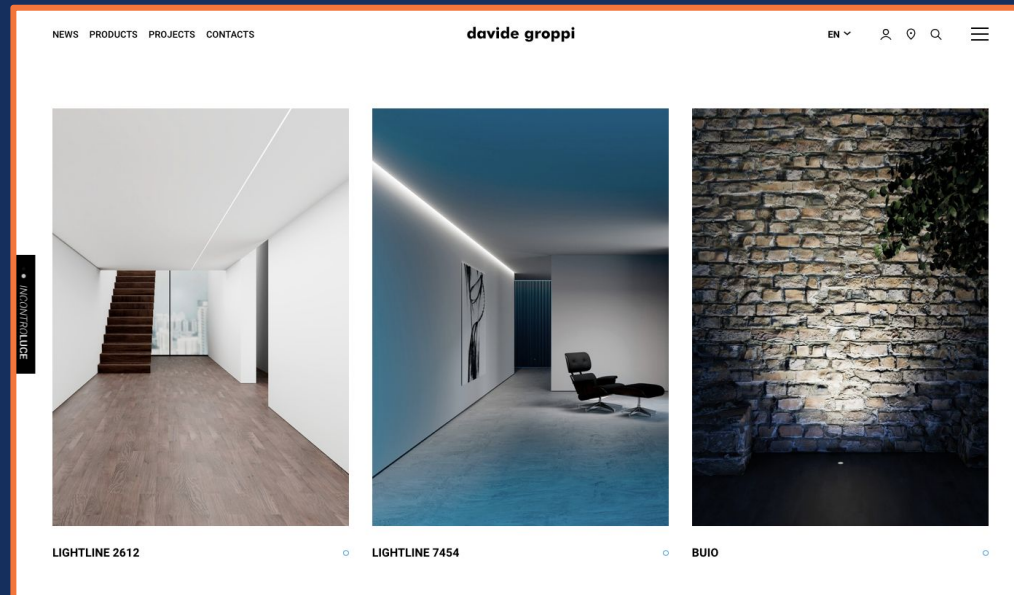 NEWS PRODUCTS PROJECTS CONTACTS
davide groppi
EN
INCONTROLUCE
LIGHTLINE 2612
LIGHTLINE 7454
BUIO